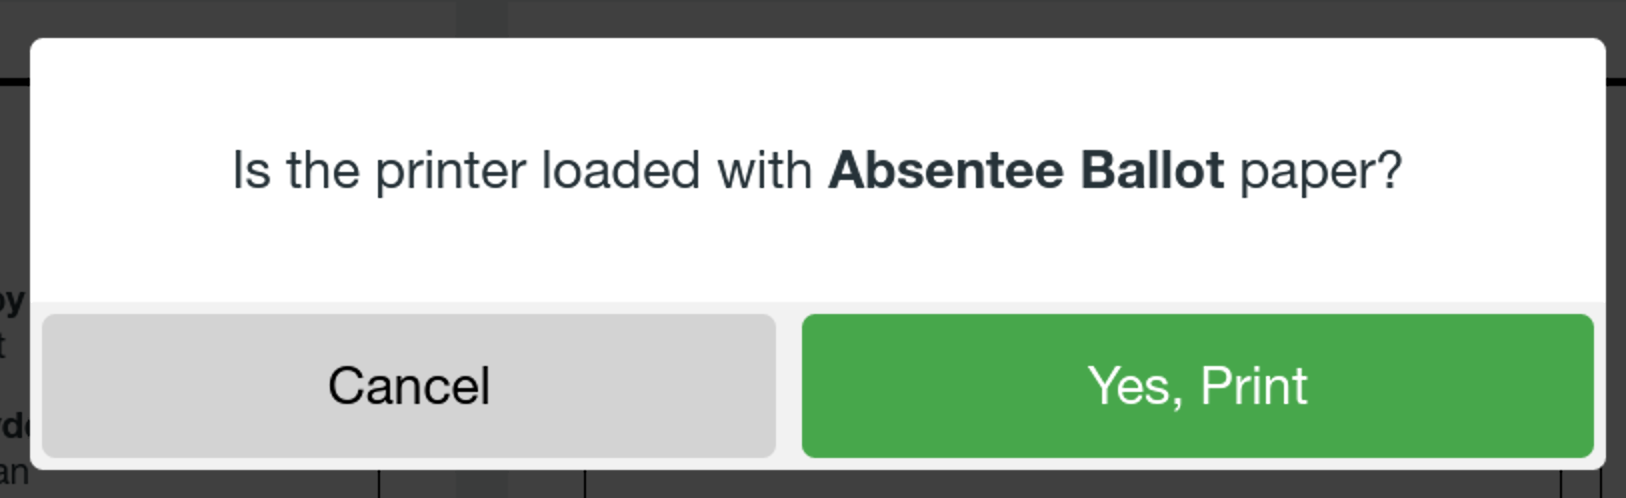 Is the printer loaded with Absentee Ballot paper?
Cancel
Yes, Print